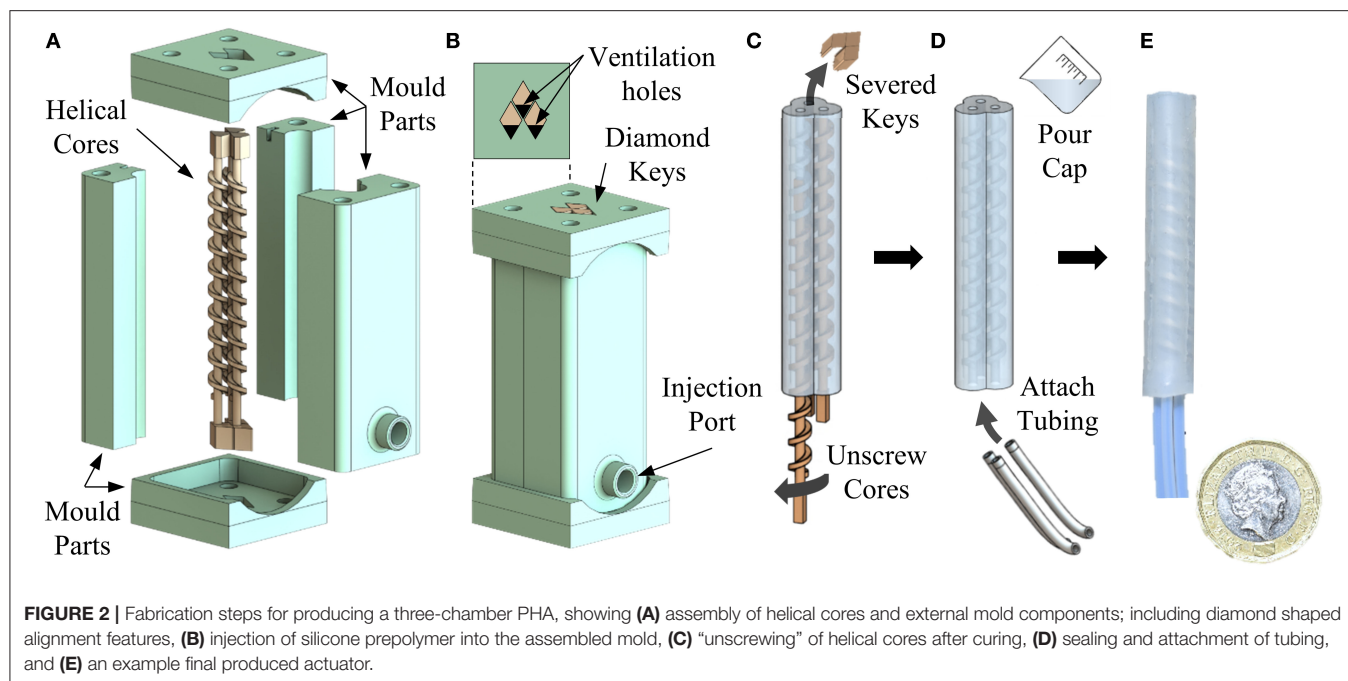 A
B
C
D
E
Helical
Cores
Mould
Parts
Mould
Parts
Ventilation
holes
Diamond
Keys
Injection
Port
Severed
Keys
Unscrew
Cores
Pour
Cap
Attach
Tubing
FIGURE 2 | Fabrication steps for producing a three-chamber PHA, showing (A) assembly of helical cores and external mold components; including diamond shaped
alignment features, (B) injection of silicone prepolymer into the assembled mold, (C) “unscrewing” of helical cores after curing, (D) sealing and attachment of tubing,
and (E) an example final produced actuator.